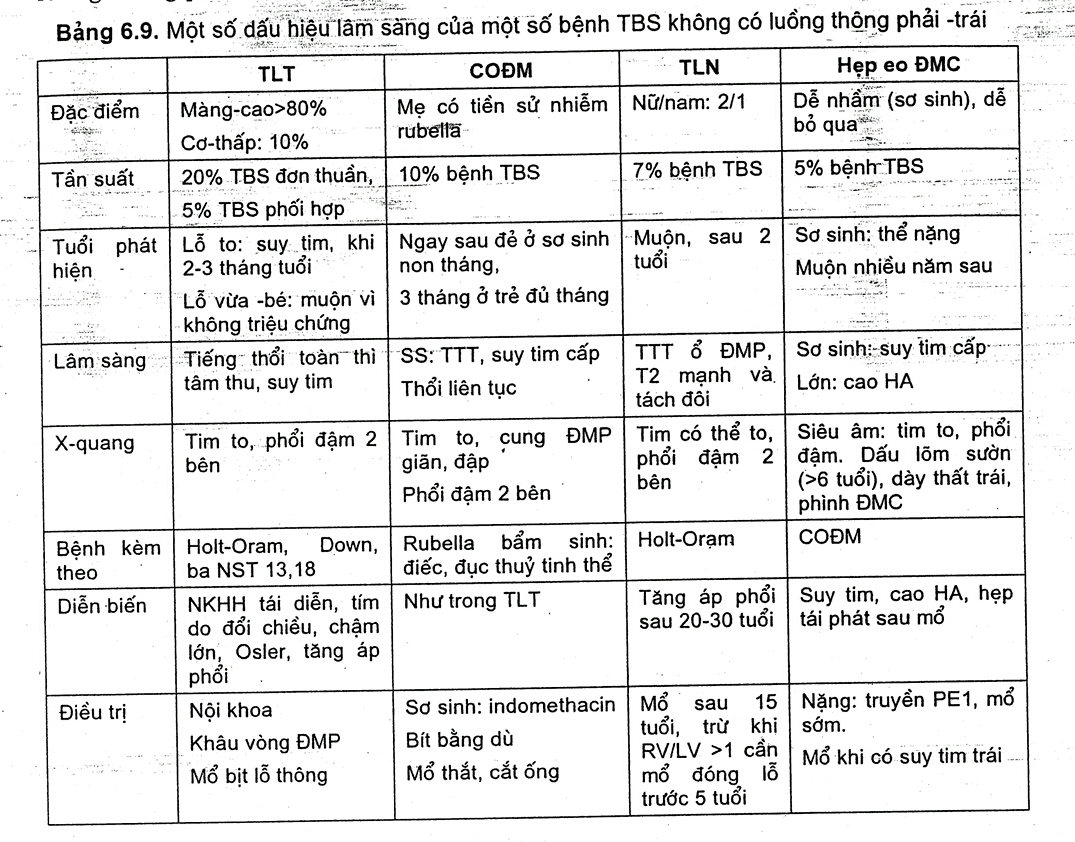 Bảng 6.9. Một số dấu hiệu lâm sàng của một số bệnh TBS không có luồng thông phải -trái
TLT COĐM TLN Hẹp eo ĐMC
Đặc điểm
Màng-cao>80%
Cơ-thấp: 10%
Mẹ có tiền sử nhiễm
rubella
Nữ/nam: 2/1
Dễ nhầm (sơ sinh), dễ
bỏ qua
Tần suất
20% TBS đơn thuần,
5% TBS phối hợp
10% bệnh TBS
7% bệnh TBS
5% bệnh TBS
Tuổi phát
hiện
Lỗ to: suy tim, khi
2-3 tháng tuổi
Lỗ vừa -bé: muộn vì
không triệu chứng
Ngay sau đẻ ở sơ sinh
non tháng,
3 tháng ở trẻ đủ tháng
Muộn, sau 2
tuổi
Sơ sinh: thể nặng
Muộn nhiều năm sau
Lâm sàng
Tiếng thổi toàn thì
tâm thu, suy tim
SS: TTT, suy tim cấp
Thổi liên tục
TTT ổ ĐMP,
T2 mạnh và
tách đôi
Sơ sinh: suy tim cấp
Lớn: cao HA
X-quang
Tim to, phổi đậm 2
bên
Tim to, cung ĐMP
giãn, đập
Phổi đậm 2 bên
Tim có thể to,
phổi đậm 2
bên
Siêu âm: tim to, phổi
đậm. Dấu lõm sườn
(>6 tuổi), dày thất trái,
phình ĐMC
Bệnh kèm
theo
Holt-Oram, Down,
ba NST 13,18
Rubella bẩm sinh:
điếc, đục thuỷ tinh thể
Holt-Oram
COĐM
Diễn biến
NKHH tái diễn, tím
do đổi chiều, chậm
lớn, Osler, tăng áp
phổi
Như trong TLT
Tăng áp phổi
sau 20-30 tuổi
Suy tim, cao HA, hẹp
tái phát sau mổ
Điều trị
Nội khoa
Khâu vòng ĐMP
Mổ bịt lỗ thông
Sơ sinh: indomethacin
Bít bằng dù
Mổ thắt, cắt ống
Mổ sau 15
tuổi, trừ khi
RV/LV >1 cần
mổ đóng lỗ
trước 5 tuổi
Nặng: truyền PE1, mổ
sớm.
Mổ khi có suy tim trái